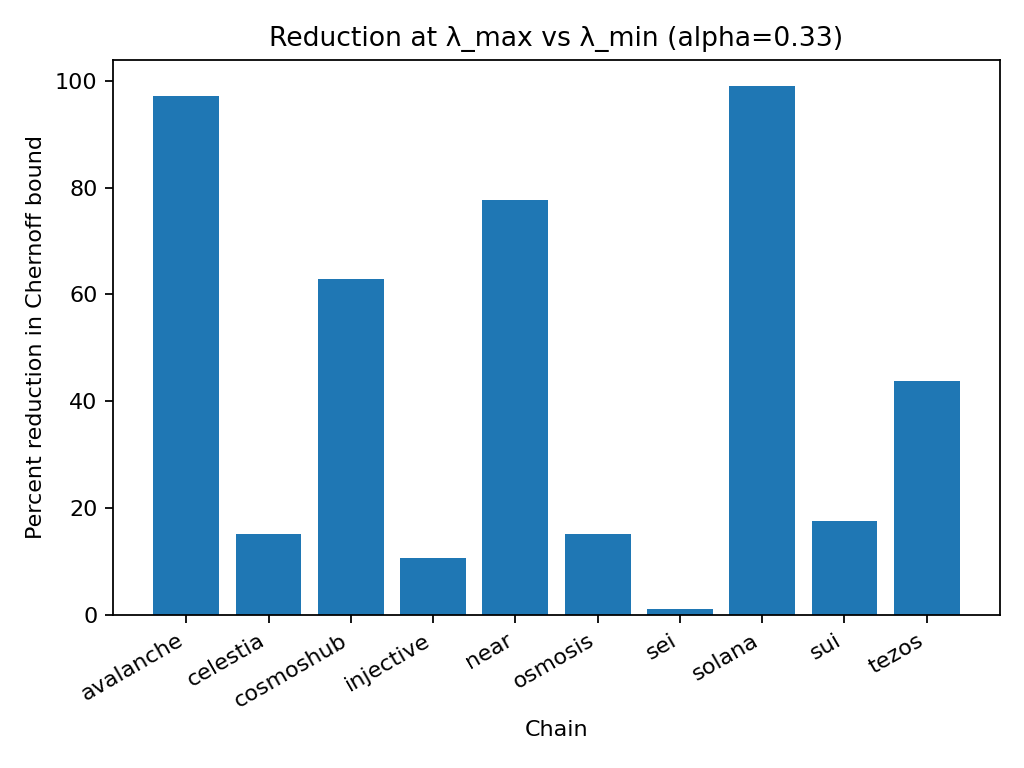 Reduction at λ_max vs λ_min (alpha=0.33)
Percent reduction in Chernoff bound
100
80
60
40
20
0
avalanche
celestia
cosmoshub
injective
near
osmosis
sei
solana
sui
tezos
Chain